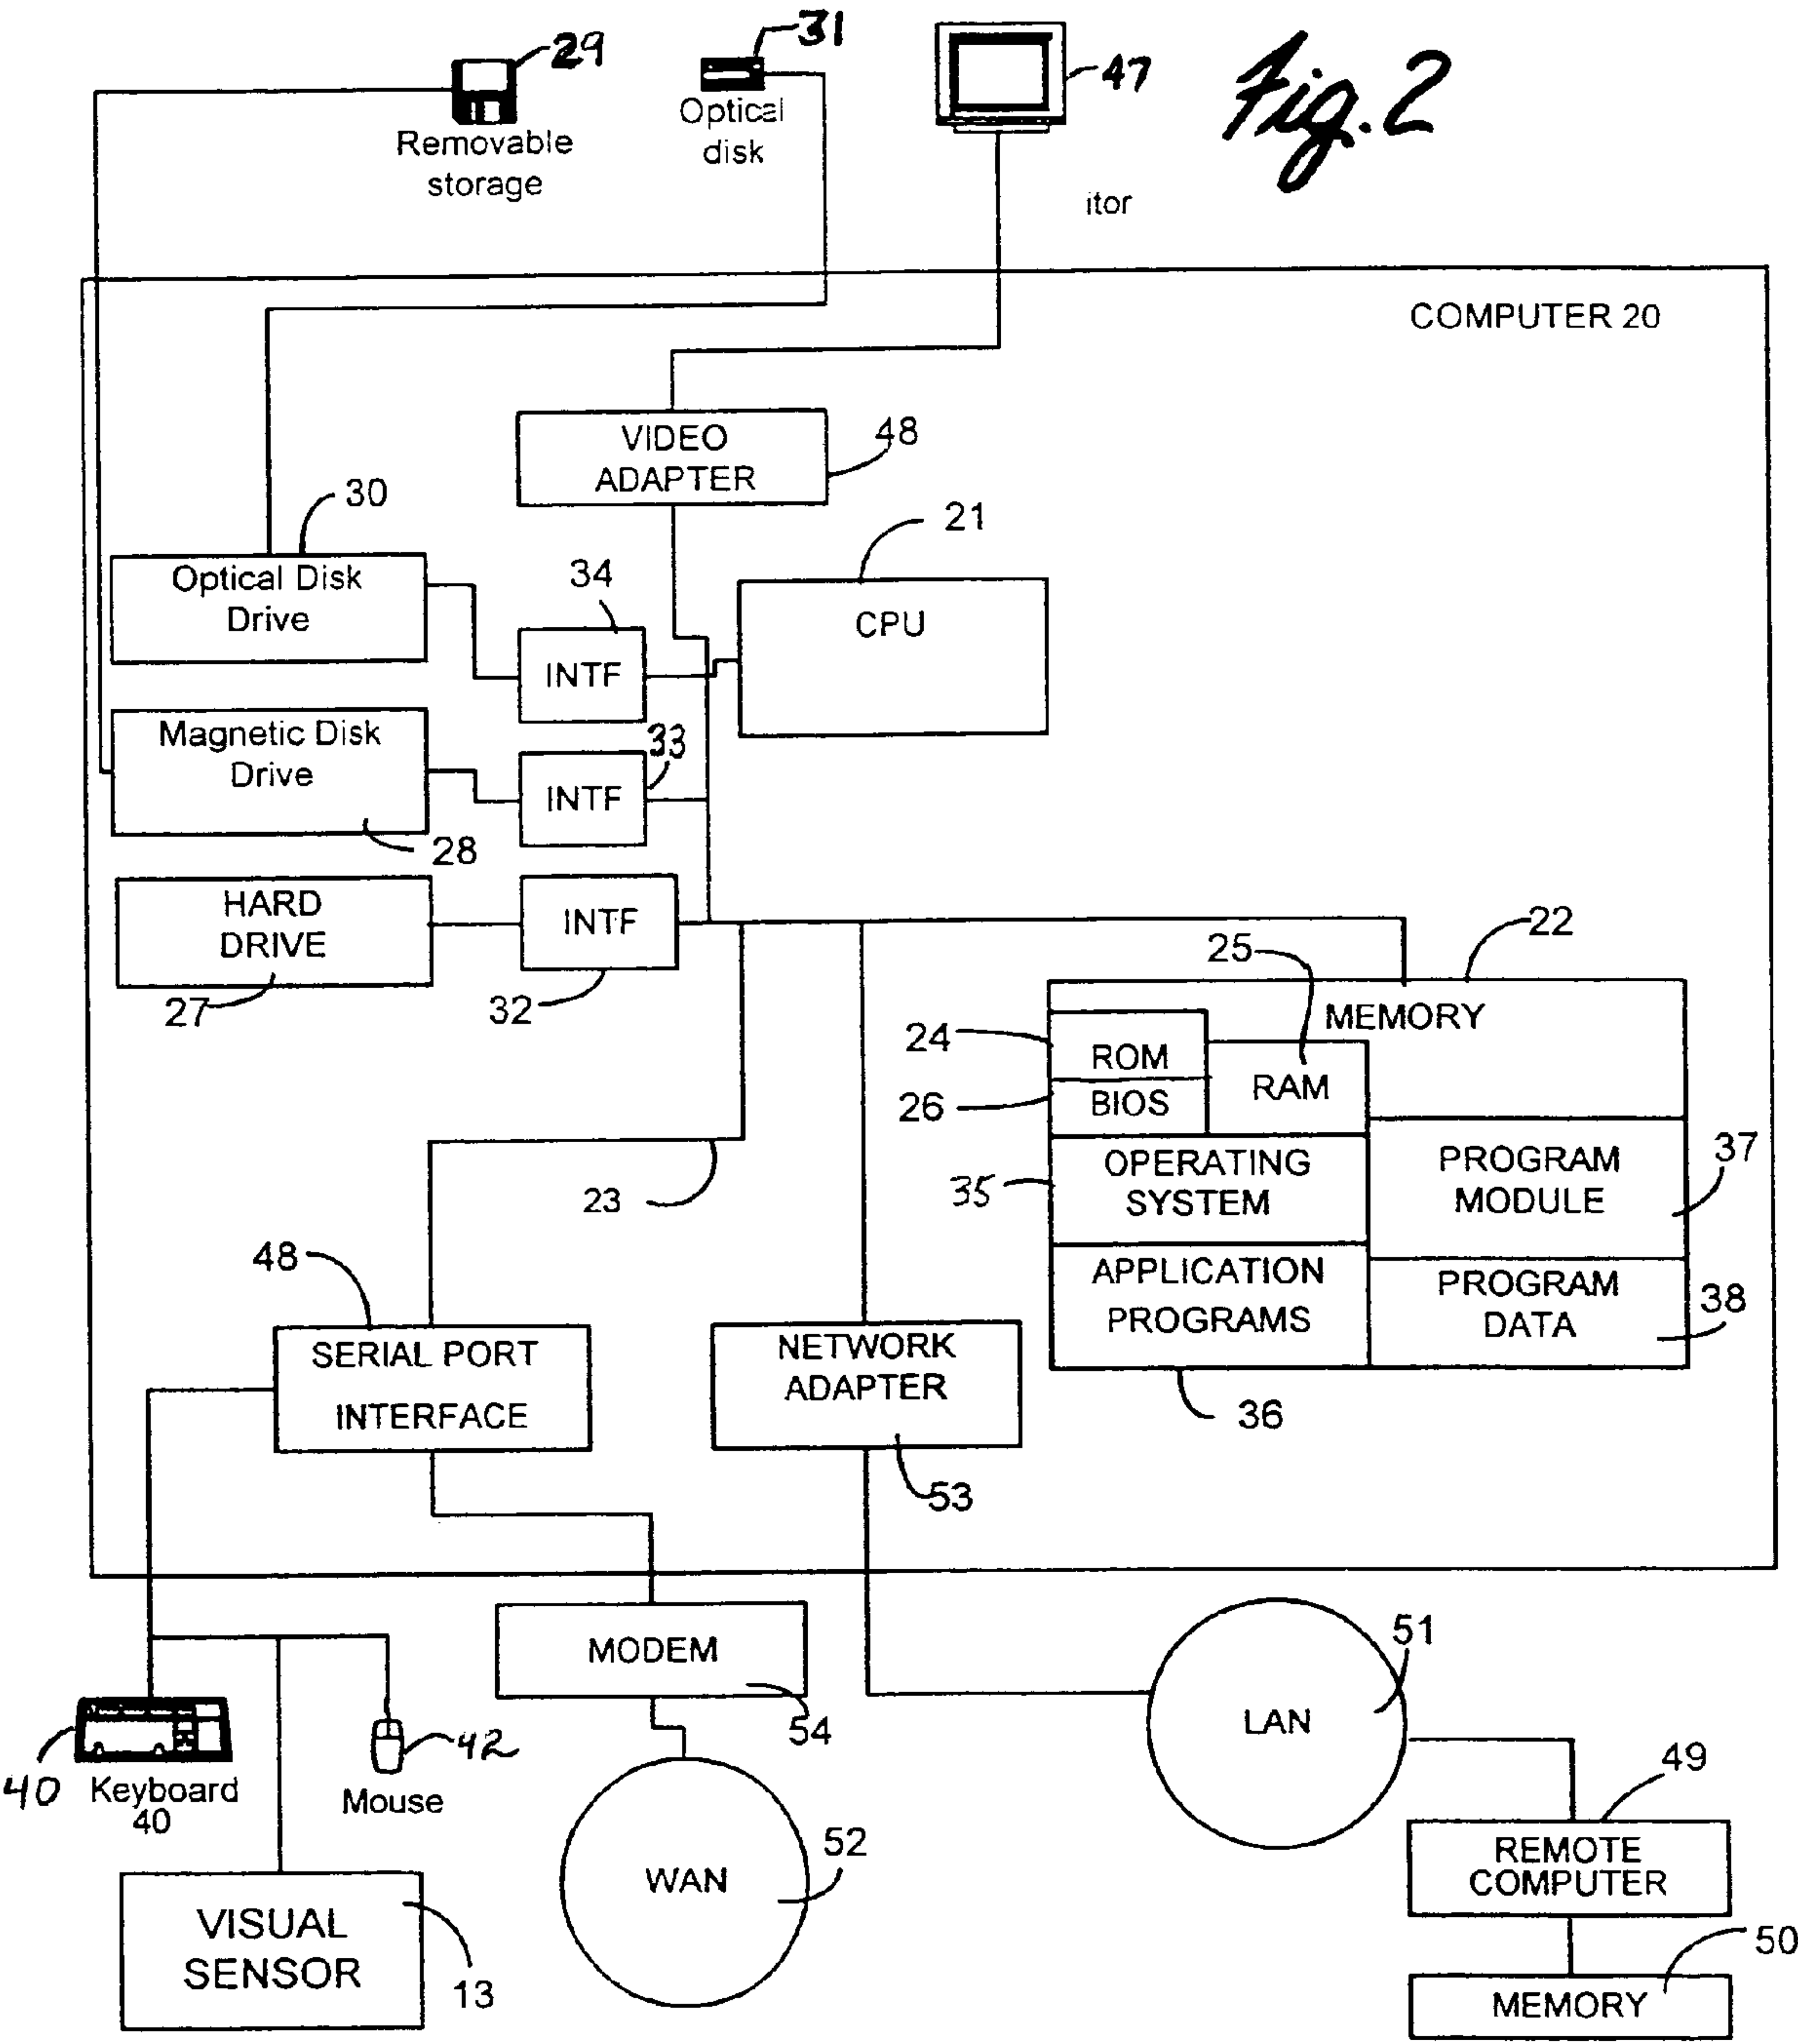 29
31
47
Fig. 2
Removable
storage
Optical
disk
itor
COMPUTER 20
VIDEO
ADAPTER
48
30
21
Optical Disk
Drive
34
CPU
INTF
33
Magnetic Disk
Drive
INTF
28
HARD
DRIVE
INTF
27
32
22
25
MEMORY
24
ROM
RAM
26
BIOS
OPERATING
SYSTEM
35
PROGRAM
MODULE
37
23
48
APPLICATION
PROGRAMS
PROGRAM
DATA
38
36
SERIAL PORT
INTERFACE
NETWORK
ADAPTER
53
MODEM
54
LAN
51
40
Keyboard
40
42
Mouse
WAN
52
49
REMOTE
COMPUTER
VISUAL
SENSOR
13
50
MEMORY